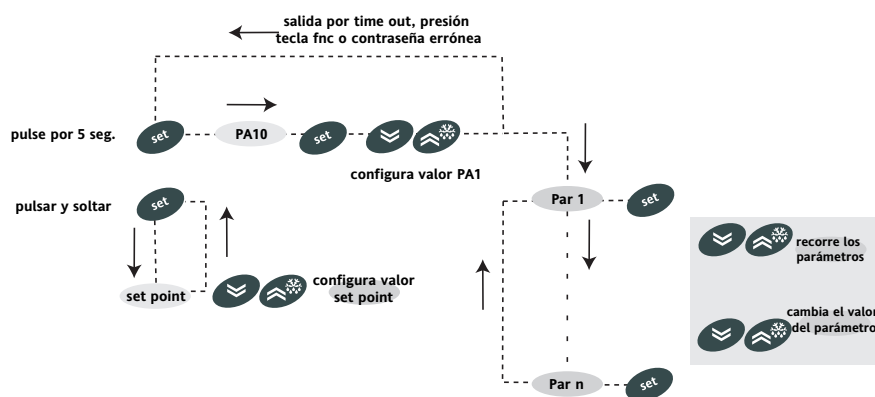 salida por time out, presión
tecla fnc o contraseña errónea
pulse por 5 seg.
set
PA10
set
configura valor PA1
pulsar y soltar
set
set point
configura valor
set point
Par 1
set
recorre los
parámetros
cambia el valor
del parámetro
Par n
set